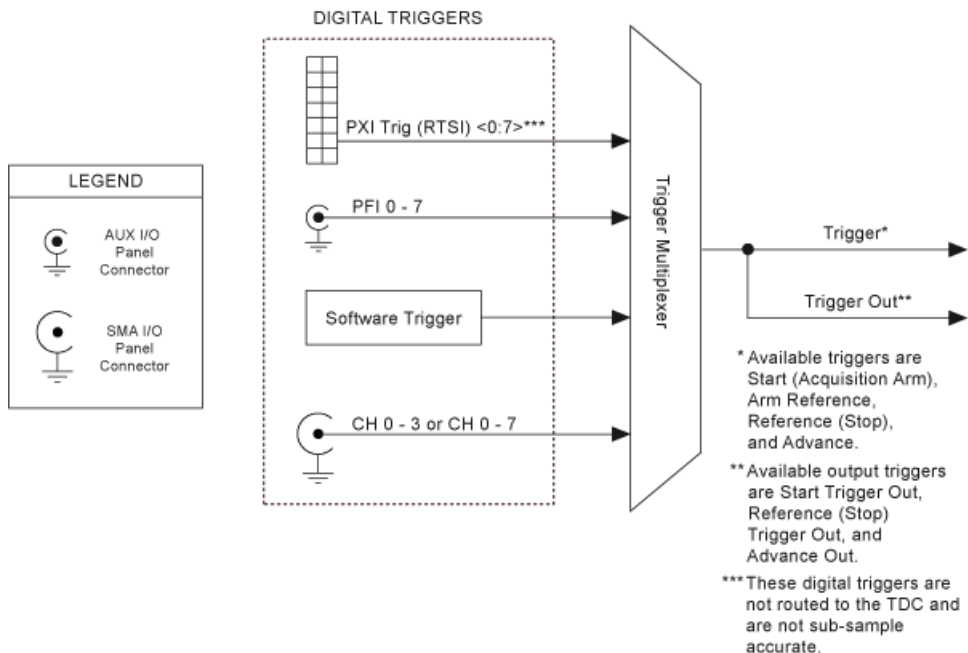 DIGITAL TRIGGERS
PXI Trig (RTSI) <0:7>***
LEGEND
AUX I/O
Panel
Connector
SMA I/O
Panel
Connector
PFI 0 - 7
Software Trigger
CH 0 - 3 or CH 0 - 7
Trigger Multiplexer
Trigger*
Trigger Out**
* Available triggers are
Start (Acquisition Arm),
Arm Reference,
Reference (Stop),
and Advance.
** Available output triggers
are Start Trigger Out,
Reference (Stop)
Trigger Out, and
Advance Out.
*** These digital triggers are
not routed to the TDC and
are not sub-sample
accurate.